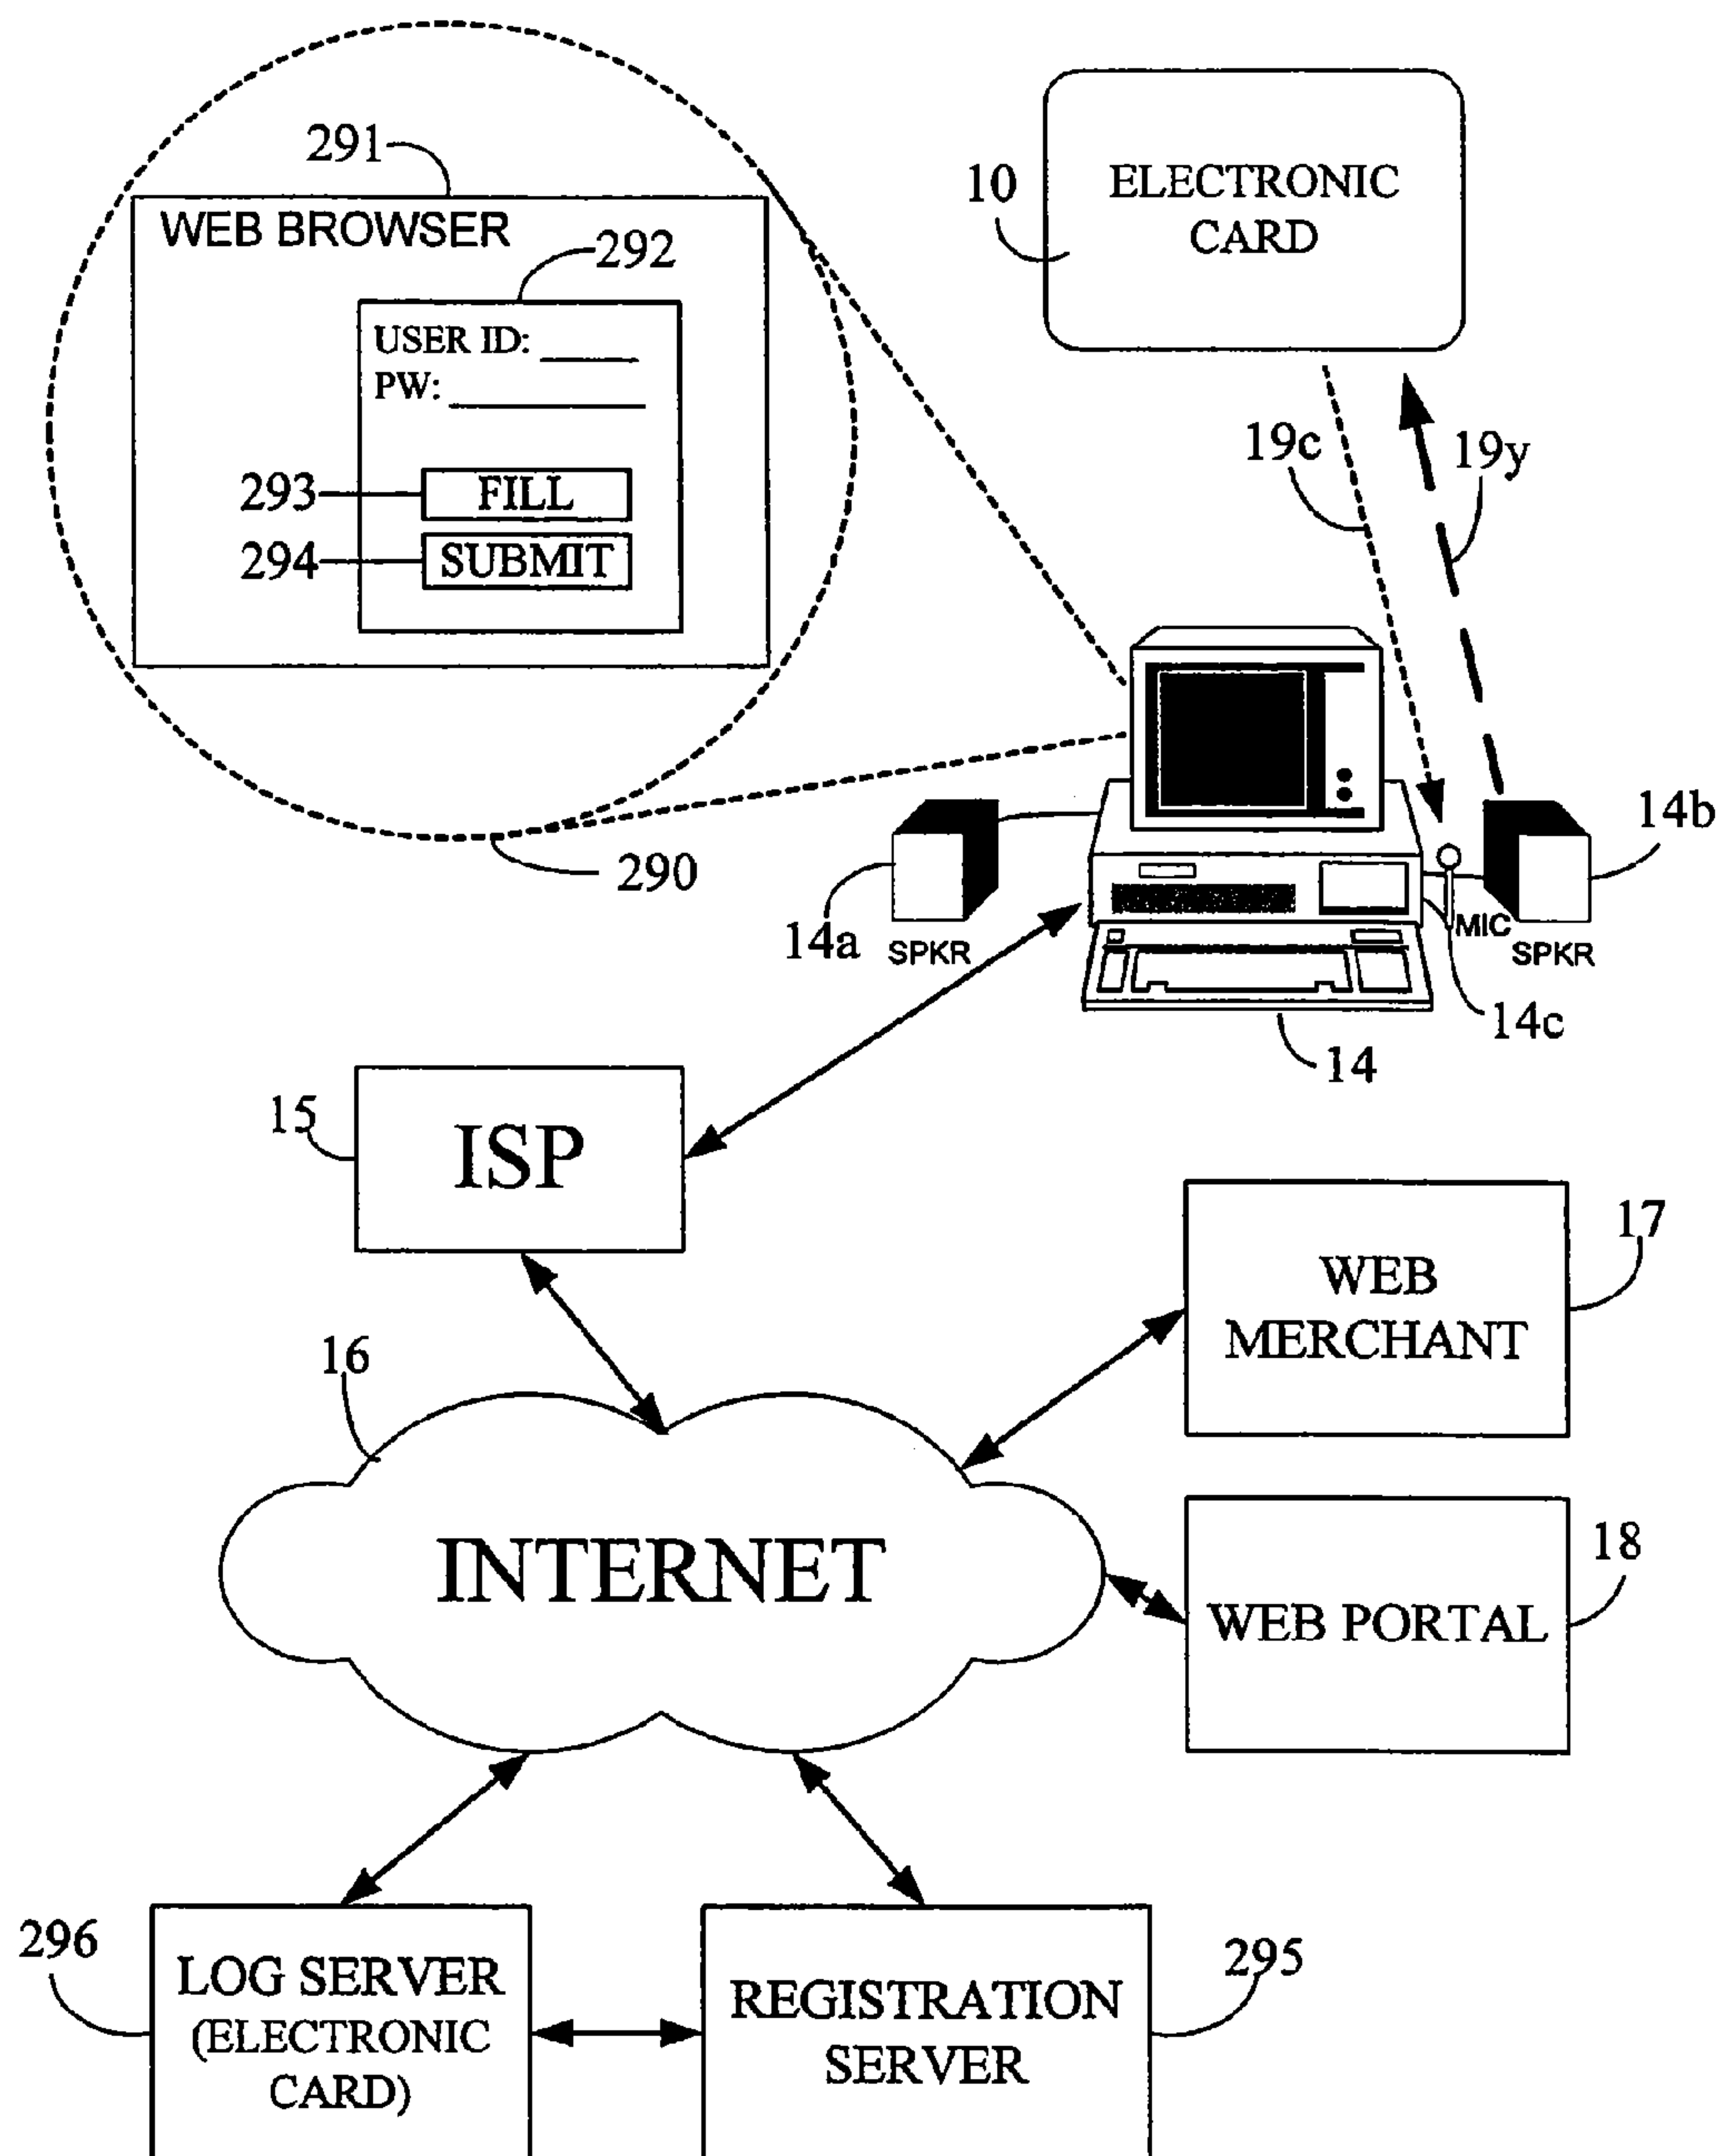 291
WEB BROWSER
292
USER ID:
PW:
293
FILL
294
SUBMIT
290
10
ELECTRONIC
CARD
19c
19y
14a
SPKR
MIC
14b
SPKR
14c
14
15
ISP
17
WEB
MERCHANT
16
INTERNET
18
WEB PORTAL
296
LOG SERVER
(ELECTRONIC
CARD)
REGISTRATION
SERVER
295